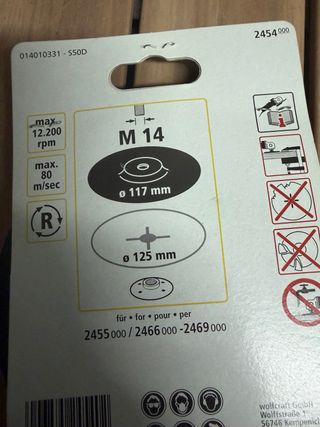 014010331 - S50D
2454 000
max.
12.200
rpm
M 14
max.
80
m/sec
ø 117 mm
R
ø 125 mm
für • for • pour • per
2455 000 / 2466 000 -2469 000
wolfcraft GmbH
Wolffstraße 1
56746 Kempenich